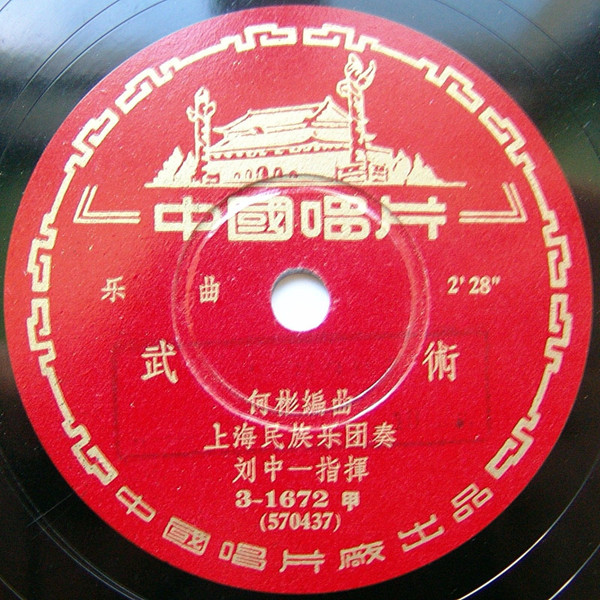 中國唱片
乐曲 2'28"
武術
何彬編曲
上海民族乐团奏
刘中一指揮
3-1672 甲
(570437)
中國唱片廠出品